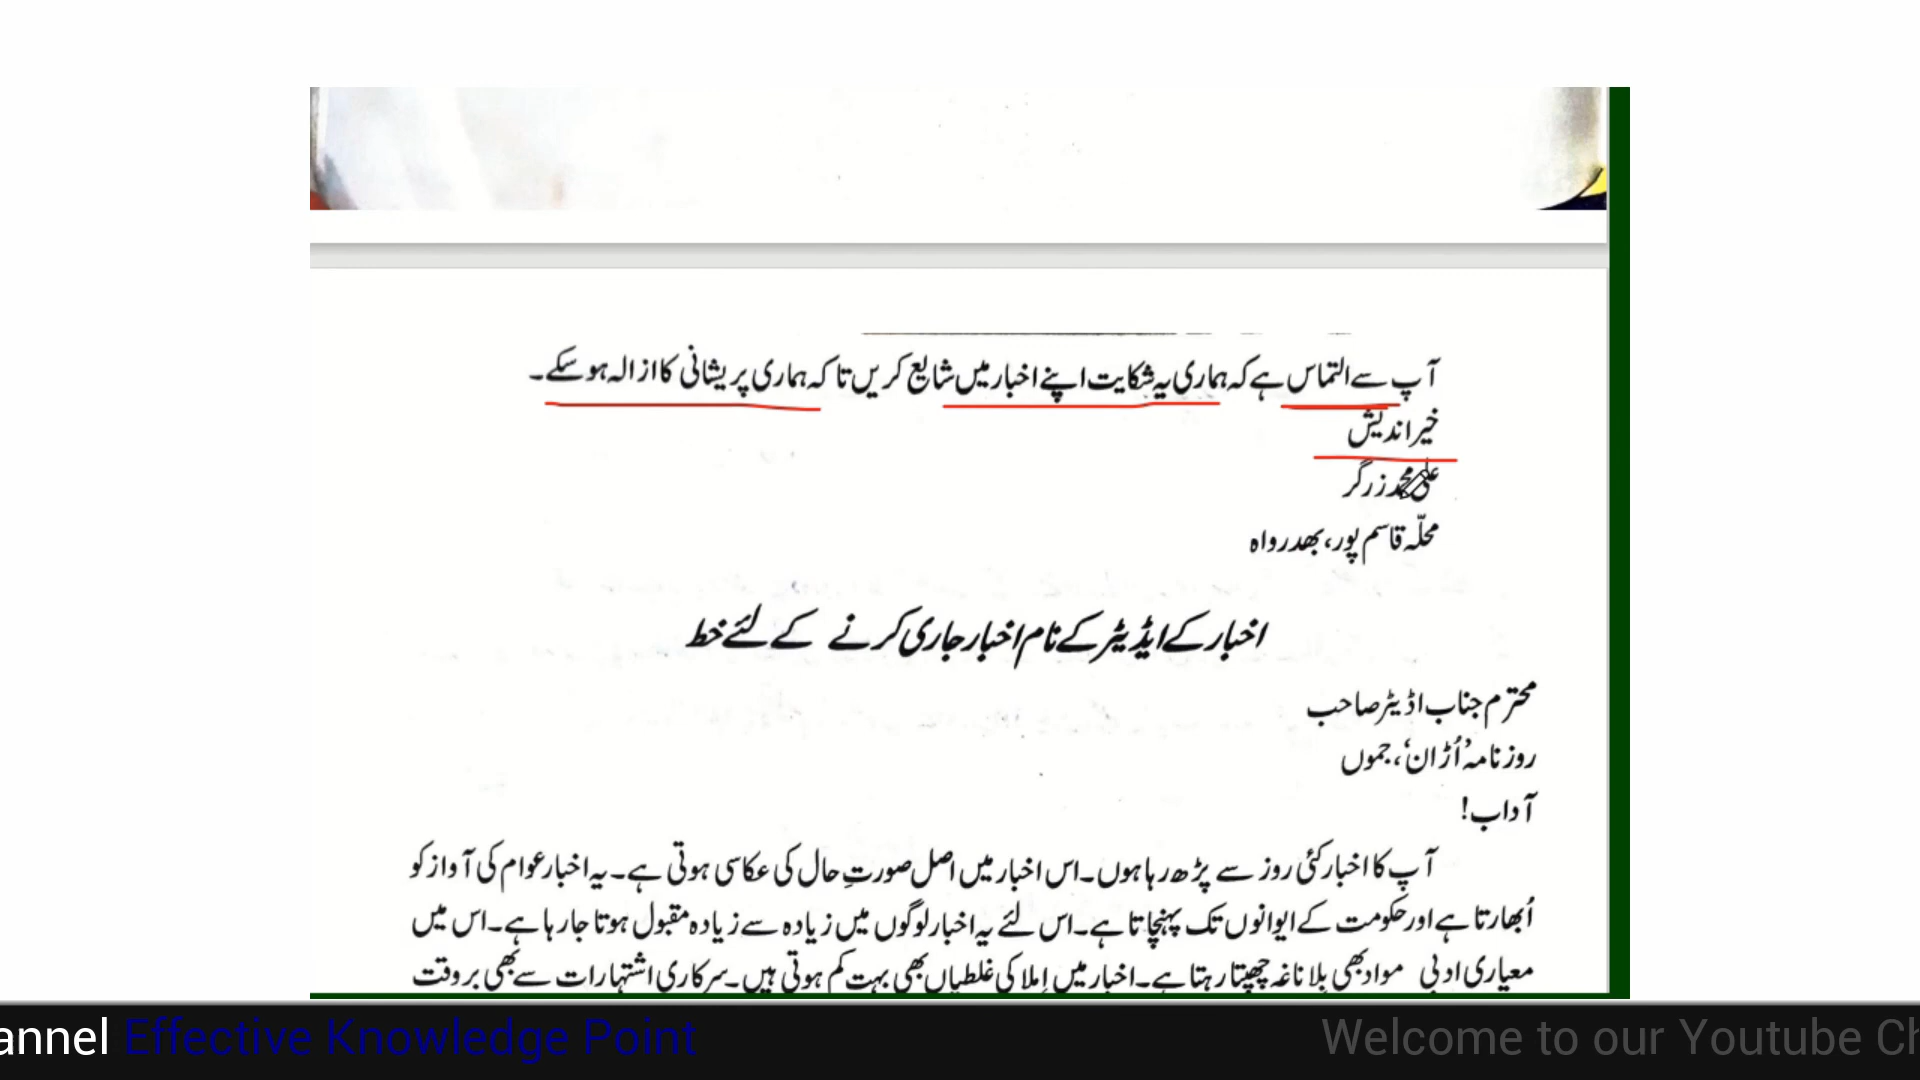 آپ سے التماس ہے کہ ہماری یہ شکایت اپنے اخبار میں شایع کریں تا کہ ہماری پریشانی کا ازالہ ہو سکے۔
خیر اندیش
علی محمد زرگر
محلّہ قاسم پور، بھدرواہ
اخبار کے ایڈیٹر کے نام اخبار جاری کرنے کے لئے خط
محترم جناب اڈیٹر صاحب
روزنامہ ’اُڑان‘، جموں
آداب!
آپ کا اخبار کئی روز سے پڑھ رہا ہوں۔ اس اخبار میں اصل صورتِ حال کی عکاسی ہوتی ہے۔ یہ اخبار عوام کی آواز کو
اُبھارتا ہے اور حکومت کے ایوانوں تک پہنچاتا ہے۔ اس لئے یہ اخبار لوگوں میں زیادہ سے زیادہ مقبول ہوتا جا رہا ہے۔ اس میں
معیاری ادبی مواد بھی بِلا ناغہ چھپتا رہتا ہے۔ اخبار میں اِملا کی غلطیاں بھی بہت کم ہوتی ہیں۔ سرکاری اشتہارات سے بھی بر وقت
annel Effective Knowledge Point Welcome to our Youtube Ch